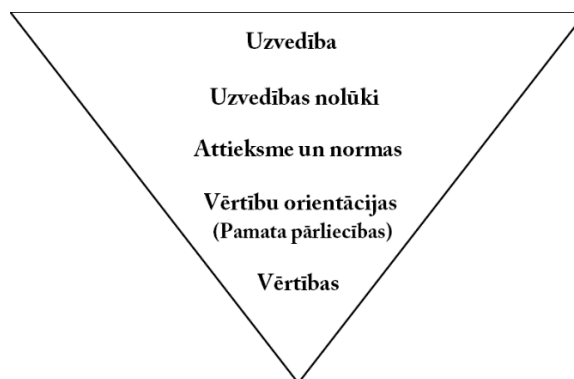 Uzvedība
Uzvedības nolūki
Attieksme un normas
Vērtību orientācijas
(Pamata pārliecības)
Vērtības